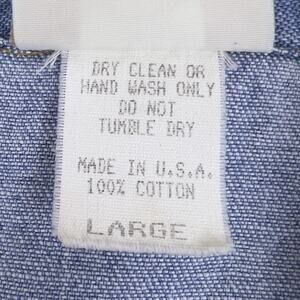 DRY CLEAN OR
HAND WASH ONLY
DO NOT
TUMBLE DRY
MADE IN U.S.A.
100% COTTON
LARGE